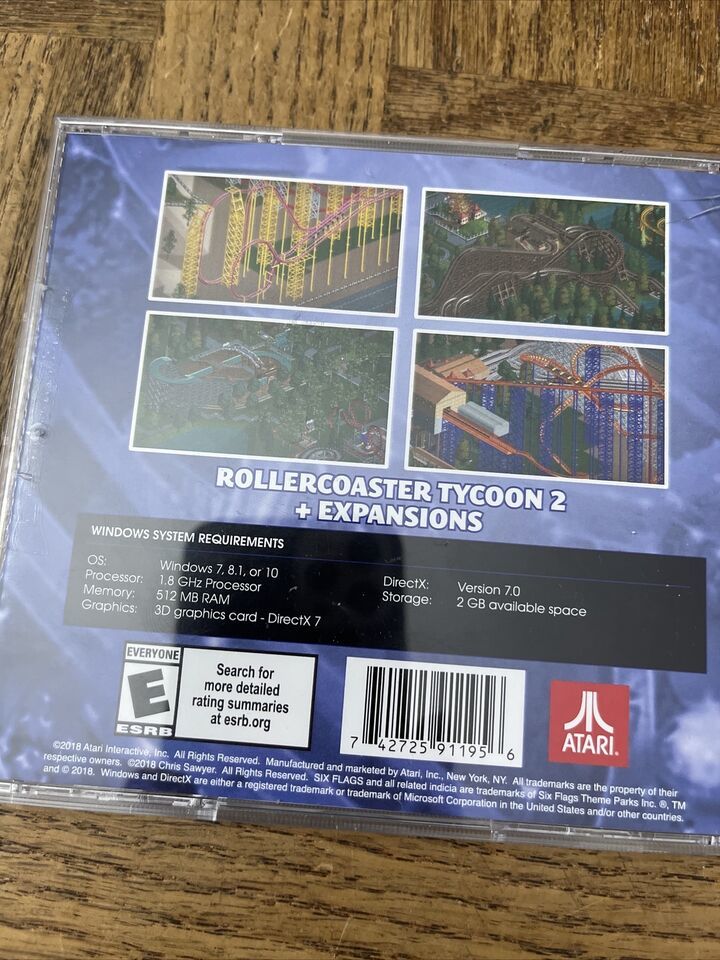 ROLLERCOASTER TYCOON 2
+ EXPANSIONS
WINDOWS SYSTEM REQUIREMENTS
OS: Windows 7, 8.1, or 10
Processor: 1.8 GHz Processor
Memory: 512 MB RAM
Graphics: 3D graphics card - DirectX 7
DirectX: Version 7.0
Storage: 2 GB available space
EVERYONE
E
ESRB
Search for
more detailed
rating summaries
at esrb.org
7 42725 91195 6
ATARI®
©2018 Atari Interactive, Inc. All Rights Reserved. Manufactured and marketed by Atari, Inc., New York, NY. All trademarks are the property of their
respective owners. ©2018 Chris Sawyer. All Rights Reserved. SIX FLAGS and all related indicia are trademarks of Six Flags Theme Parks Inc. ®, TM
and © 2018. Windows and DirectX are either a registered trademark or trademark of Microsoft Corporation in the United States and/or other countries.